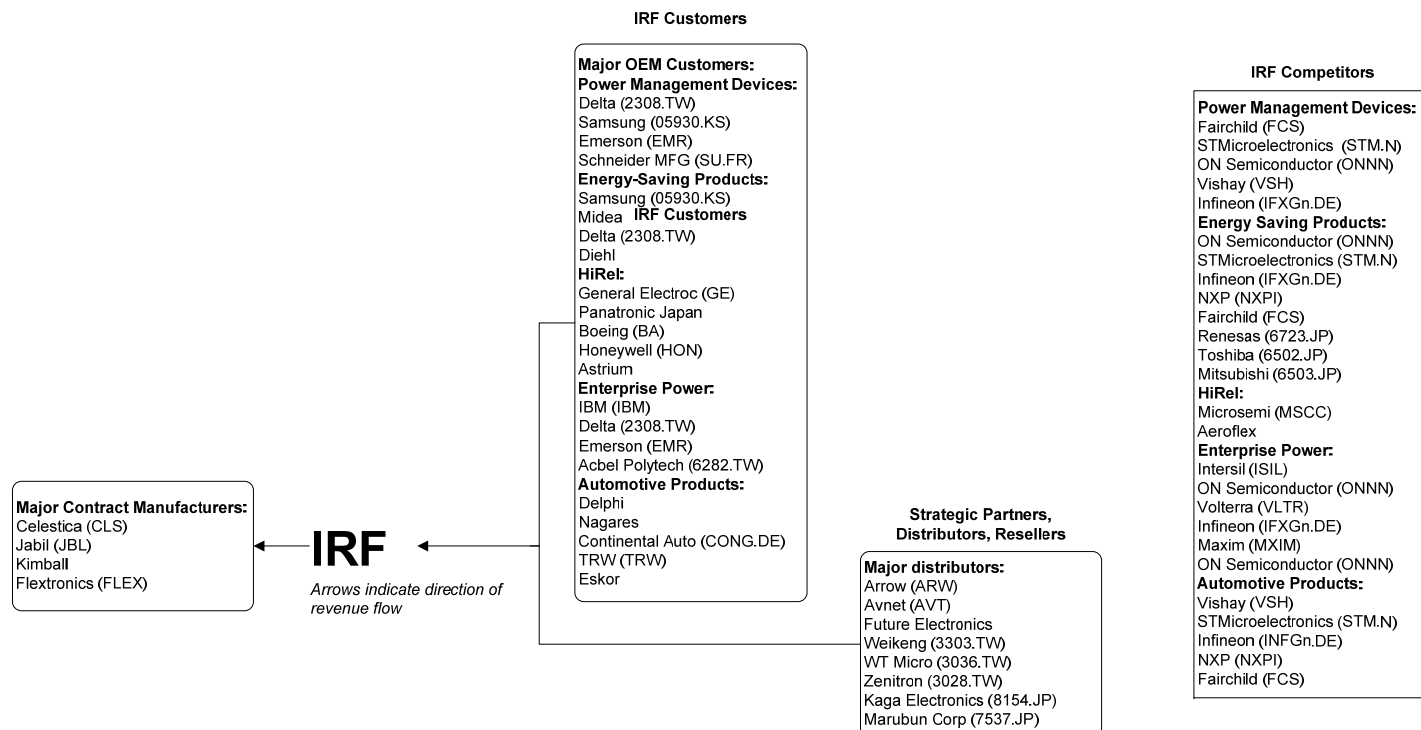 IRF Customers
Major OEM Customers:
Power Management Devices:
Delta (2308.TW)
Samsung (05930.KS)
Emerson (EMR)
Schneider MFG (SU.FR)
Energy-Saving Products:
Samsung (05930.KS)
Midea
IRF Customers
Delta (2308.TW)
Diehl
HiRel:
General Electroc (GE)
Panatronic Japan
Boeing (BA)
Honeywell (HON)
Astrium
Enterprise Power:
IBM (IBM)
Delta (2308.TW)
Emerson (EMR)
Acbel Polytech (6282.TW)
Automotive Products:
Delphi
Nagares
Continental Auto (CONG.DE)
TRW (TRW)
Eskor
Major Contract Manufacturers:
Celestica (CLS)
Jabil (JBL)
Kimball
Flextronics (FLEX)
IRF
Arrows indicate direction of
revenue flow
Strategic Partners,
Distributors, Resellers
Major distributors:
Arrow (ARW)
Avnet (AVT)
Future Electronics
Weikeng (3303.TW)
WT Micro (3036.TW)
Zenitron (3028.TW)
Kaga Electronics (8154.JP)
Marubun Corp (7537.JP)
IRF Competitors
Power Management Devices:
Fairchild (FCS)
STMicroelectronics (STM.N)
ON Semiconductor (ONNN)
Vishay (VSH)
Infineon (IFXGn.DE)
Energy Saving Products:
ON Semiconductor (ONNN)
STMicroelectronics (STM.N)
Infineon (IFXGn.DE)
NXP (NXPI)
Fairchild (FCS)
Renesas (6723.JP)
Toshiba (6502.JP)
Mitsubishi (6503.JP)
HiRel:
Microsemi (MSCC)
Aeroflex
Enterprise Power:
Intersil (ISIL)
ON Semiconductor (ONNN)
Volterra (VLTR)
Infineon (IFXGn.DE)
Maxim (MXIM)
ON Semiconductor (ONNN)
Automotive Products:
Vishay (VSH)
STMicroelectronics (STM.N)
Infineon (INFGn.DE)
NXP (NXPI)
Fairchild (FCS)